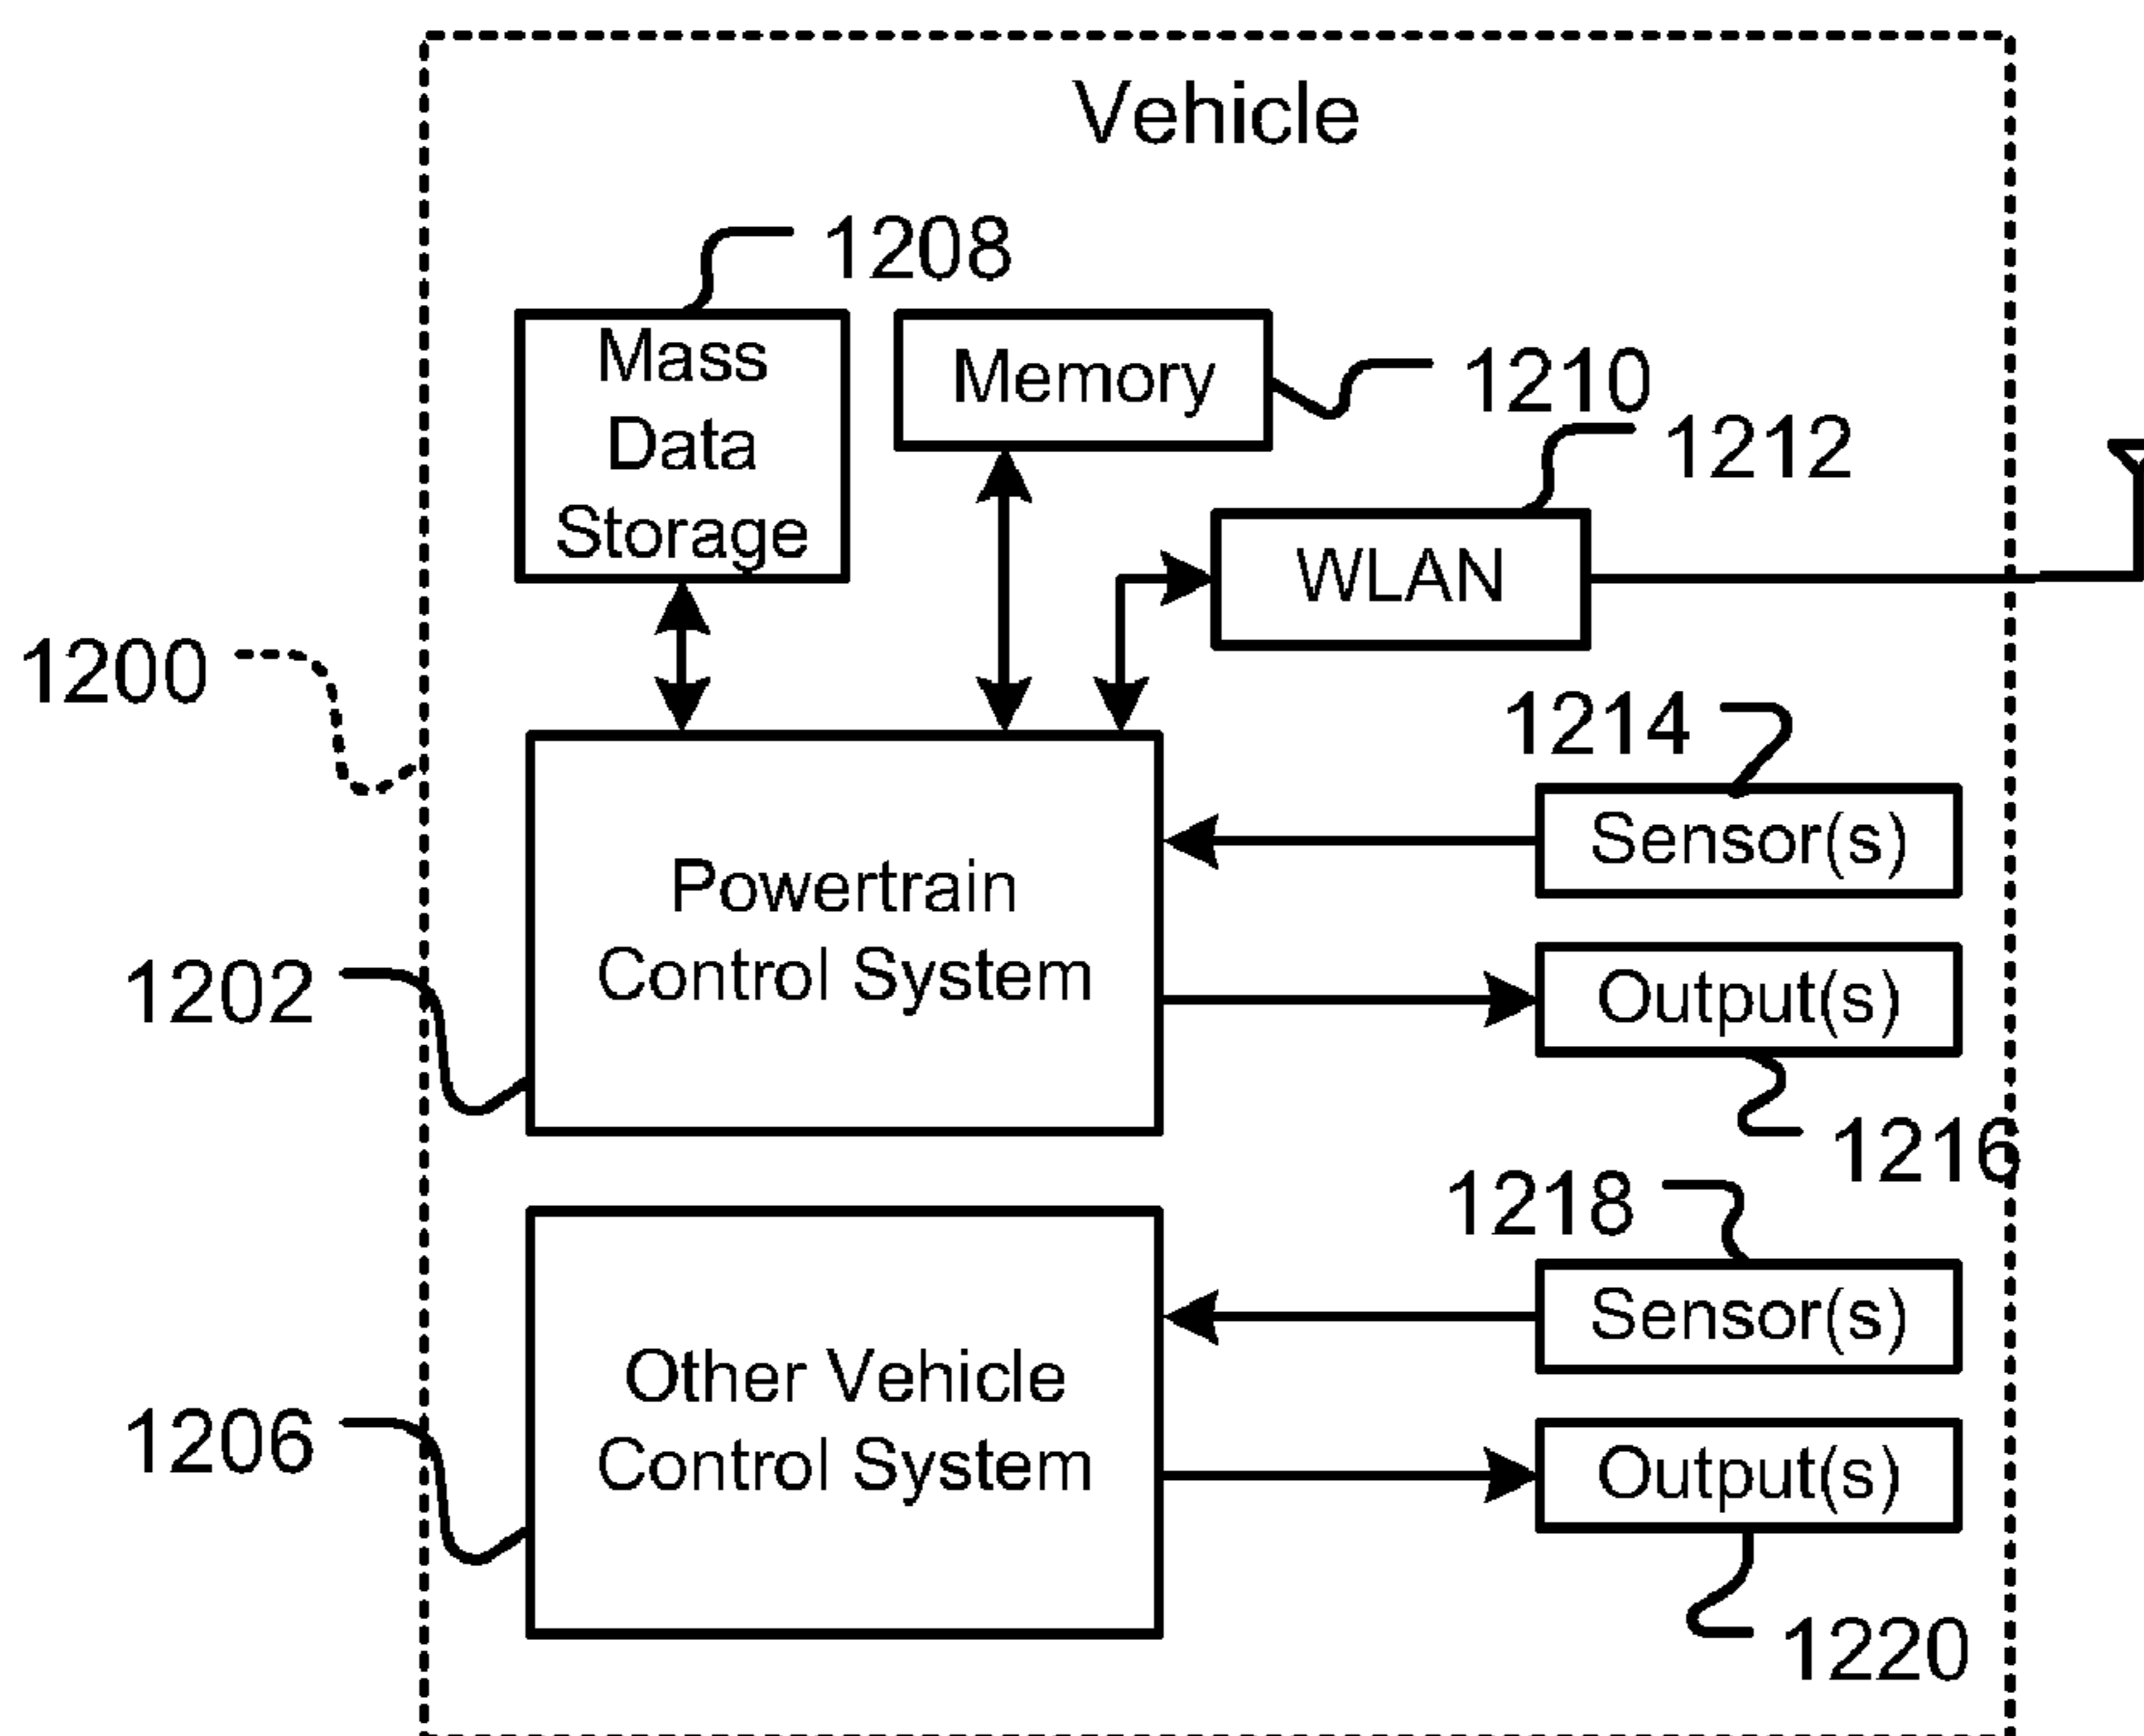 Vehicle
1208
Mass
Data
Storage
Memory
1210
1212
WLAN
1200
1214
Sensor(s)
Powertrain
Control System
1202
Output(s)
1216
1218
Sensor(s)
Other Vehicle
Control System
1206
Output(s)
1220